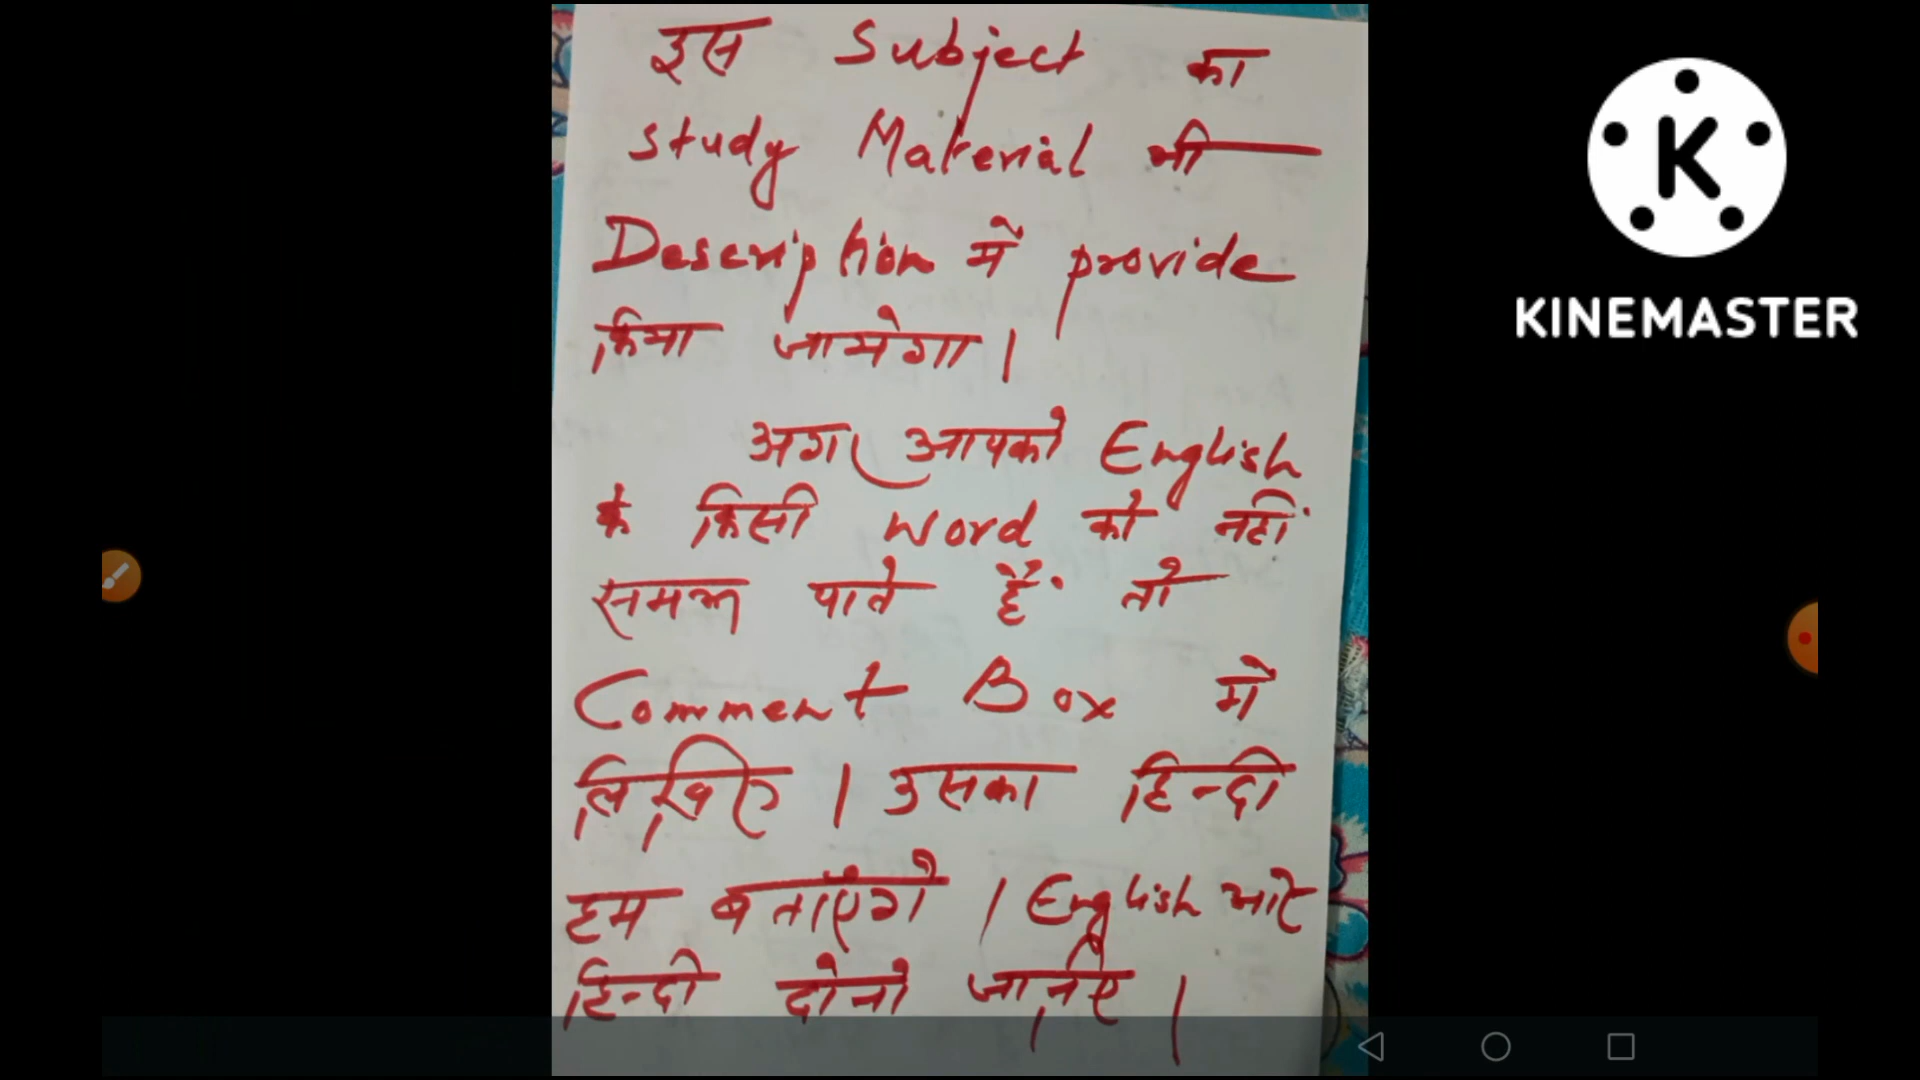 इस Subject का
study Material भी
Description में provide
किया जायेगा।
K
KINEMASTER
अगर आपको English
के किसी word को नहीं
समझ पाते हैं तो
Comment Box में
लिखिए। उसका हिन्दी
हम बताएंगे। English और
हिन्दी दोनो जानिए।